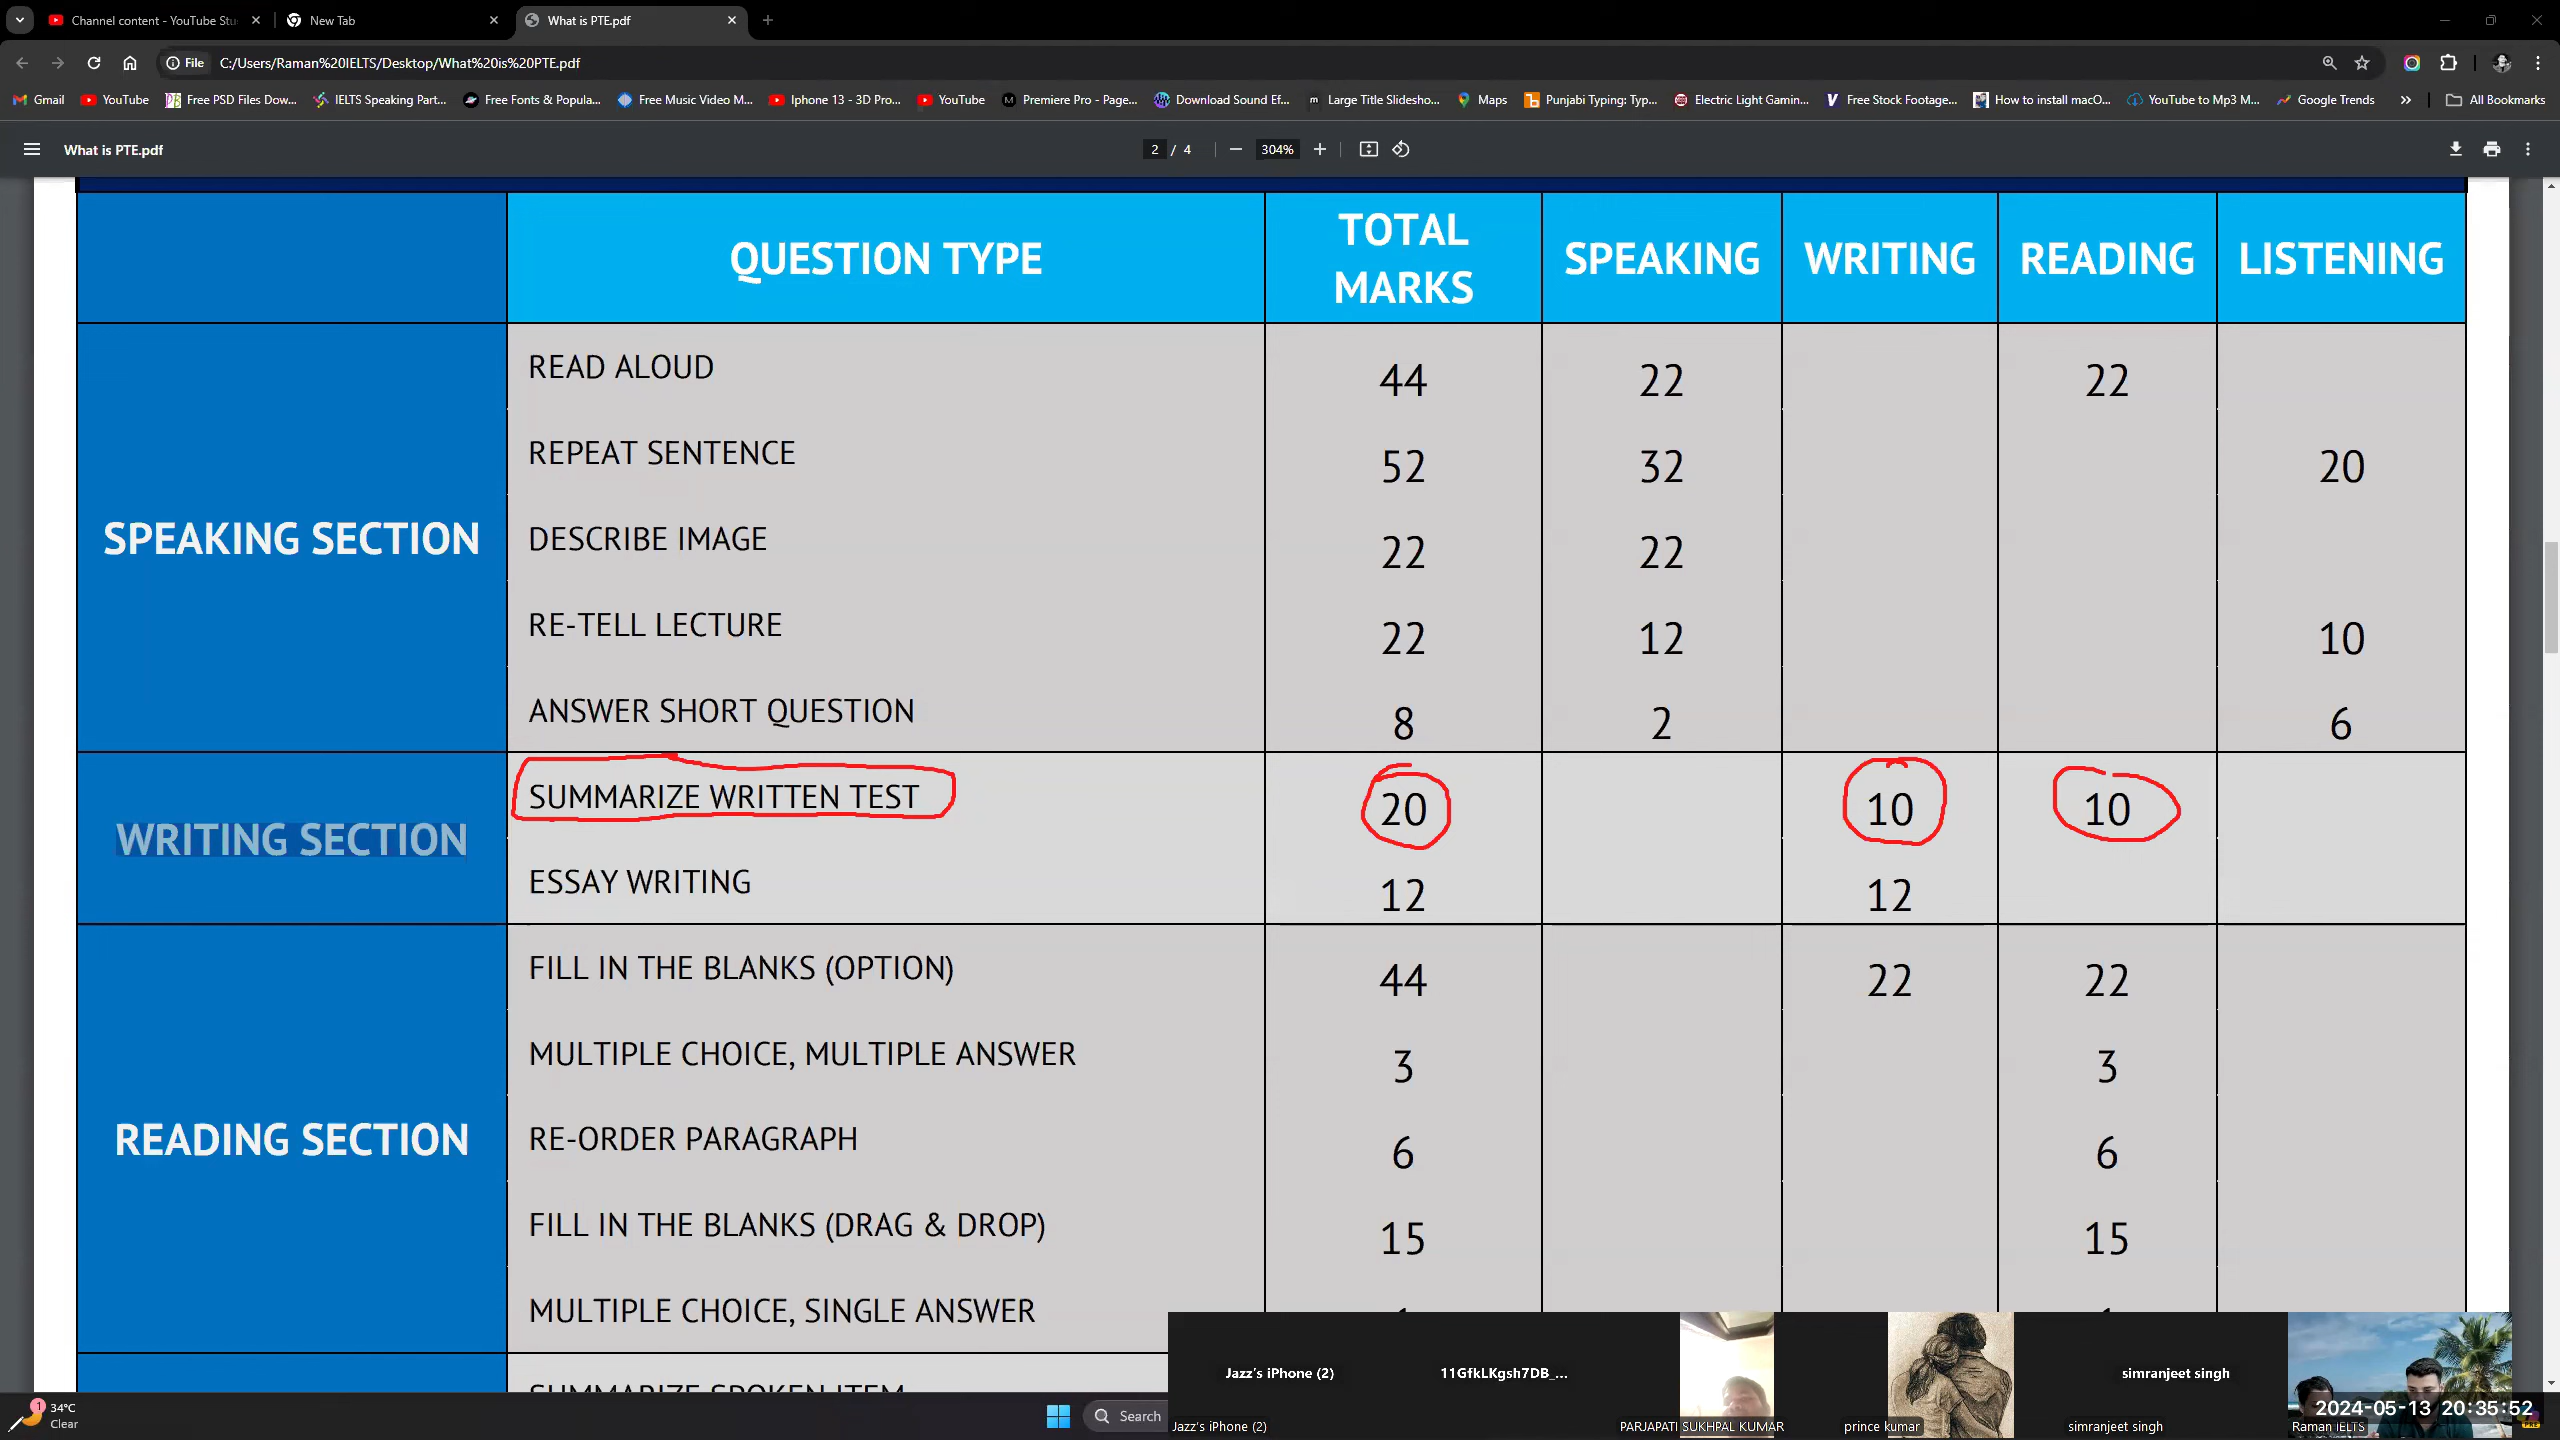 Channel content - YouTube Stu
New Tab
What is PTE.pdf
File
C:/Users/Raman%20IELTS/Desktop/What%20is%20PTE.pdf
Gmail
YouTube
Free PSD Files Dow...
IELTS Speaking Part...
Free Fonts & Popula...
Free Music Video M...
Iphone 13 - 3D Pro...
YouTube
Premiere Pro - Page...
Download Sound Ef...
Large Title Slidesho...
Maps
Punjabi Typing: Typ...
Electric Light Gamin...
Free Stock Footage...
How to install macO...
YouTube to Mp3 M...
Google Trends
All Bookmarks
What is PTE.pdf
2 / 4
304%
QUESTION TYPE
TOTAL MARKS
SPEAKING
WRITING
READING
LISTENING
SPEAKING SECTION
READ ALOUD 44 22 22
REPEAT SENTENCE 52 32 20
DESCRIBE IMAGE 22 22
RE-TELL LECTURE 22 12 10
ANSWER SHORT QUESTION 8 2 6
WRITING SECTION
SUMMARIZE WRITTEN TEST 20 10 10
ESSAY WRITING 12 12
READING SECTION
FILL IN THE BLANKS (OPTION) 44 22 22
MULTIPLE CHOICE, MULTIPLE ANSWER 3 3
RE-ORDER PARAGRAPH 6 6
FILL IN THE BLANKS (DRAG & DROP) 15 15
MULTIPLE CHOICE, SINGLE ANSWER
SUMMARIZE SPOKEN ITEM
Jazz's iPhone (2)
11GfkLKgsh7DB_...
simranjeet singh
Jazz's iPhone (2)
PARJAPATI SUKHPAL KUMAR
prince kumar
simranjeet singh
Raman IELTS
2024-05-13 20:35:52
1
34°C
Clear
Search